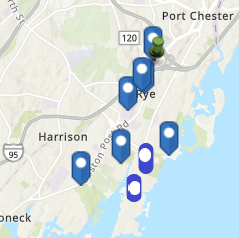 Port Chester
120
Rye
Harrison
95
ston Post Rd
oneck